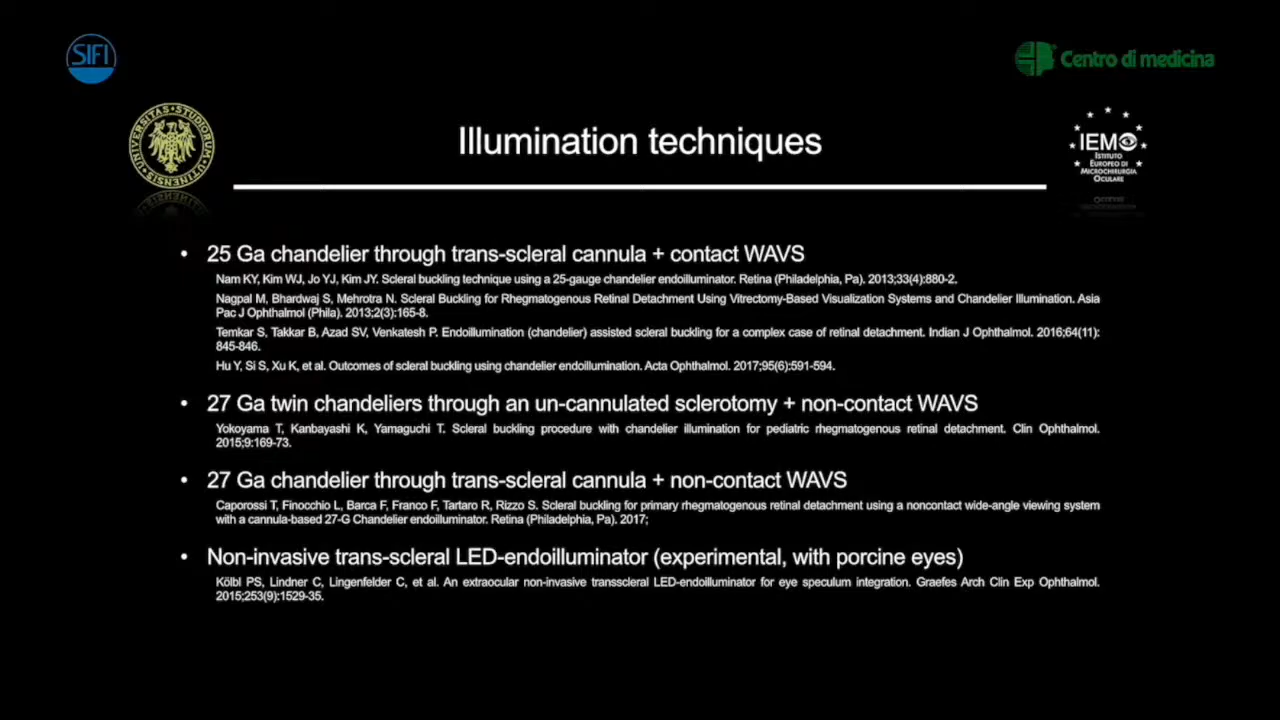 SIFI
Centro di medicina
UNIVERSITAS·STUDIORUM UTINENSIS·
Illumination techniques
IEMO
ISTITUTO
EUROPEO DI
MICROCHIRURGIA
OCULARE
• 25 Ga chandelier through trans-scleral cannula + contact WAVS
Nam KY, Kim WJ, Jo YJ, Kim JY. Scleral buckling technique using a 25-gauge chandelier endoilluminator. Retina (Philadelphia, Pa). 2013;33(4):880-2.
Nagpal M, Bhardwaj S, Mehrotra N. Scleral Buckling for Rhegmatogenous Retinal Detachment Using Vitrectomy-Based Visualization Systems and Chandelier Illumination. Asia
Pac J Ophthalmol (Phila). 2013;2(3):165-8.
Temkar S, Takkar B, Azad SV, Venkatesh P. Endoillumination (chandelier) assisted scleral buckling for a complex case of retinal detachment. Indian J Ophthalmol. 2016;64(11):
845-846.
Hu Y, Si S, Xu K, et al. Outcomes of scleral buckling using chandelier endoillumination. Acta Ophthalmol. 2017;95(6):591-594.
• 27 Ga twin chandeliers through an un-cannulated sclerotomy + non-contact WAVS
Yokoyama T, Kanbayashi K, Yamaguchi T. Scleral buckling procedure with chandelier illumination for pediatric rhegmatogenous retinal detachment. Clin Ophthalmol.
2015;9:169-73.
• 27 Ga chandelier through trans-scleral cannula + non-contact WAVS
Caporossi T, Finocchio L, Barca F, Franco F, Tartaro R, Rizzo S. Scleral buckling for primary rhegmatogenous retinal detachment using a noncontact wide-angle viewing system
with a cannula-based 27-G Chandelier endoilluminator. Retina (Philadelphia, Pa). 2017;
• Non-invasive trans-scleral LED-endoilluminator (experimental, with porcine eyes)
Kölbl PS, Lindner C, Lingenfelder C, et al. An extraocular non-invasive transscleral LED-endoilluminator for eye speculum integration. Graefes Arch Clin Exp Ophthalmol.
2015;253(9):1529-35.